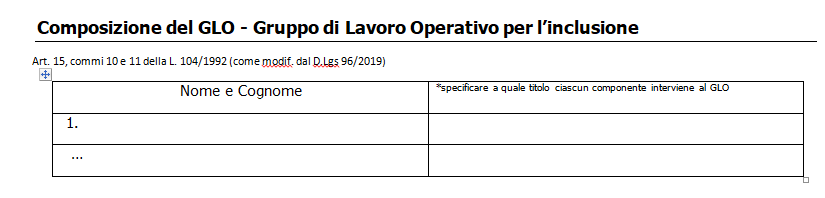 Composizione del GLO - Gruppo di Lavoro Operativo per l’inclusione
Art. 15, commi 10 e 11 della L. 104/1992 (come modif. dal D.Lgs 96/2019)
Nome e Cognome
*specificare a quale titolo ciascun componente interviene al GLO
1.
...